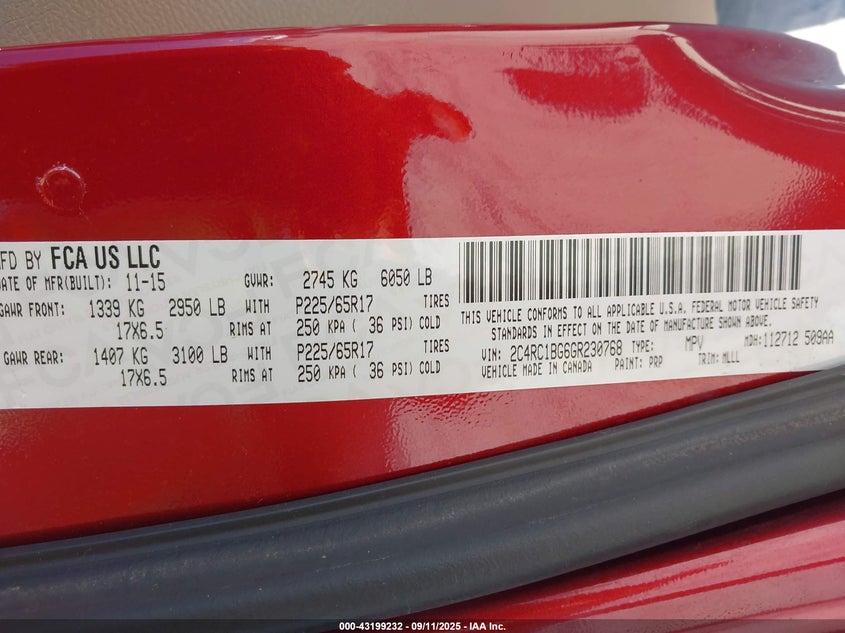 MFD BY FCA US LLC
DATE OF MFR(BUILT): 11-15 GVWR: 2745 KG 6050 LB
GAWR FRONT: 1339 KG 2950 LB WITH P225/65R17 TIRES
17X6.5 RIMS AT 250 KPA ( 36 PSI) COLD
GAWR REAR: 1407 KG 3100 LB WITH P225/65R17 TIRES
17X6.5 RIMS AT 250 KPA ( 36 PSI) COLD
THIS VEHICLE CONFORMS TO ALL APPLICABLE U.S.A. FEDERAL MOTOR VEHICLE SAFETY
STANDARDS IN EFFECT ON THE DATE OF MANUFACTURE SHOWN ABOVE.
VIN: 2C4RC1BG6GR230768 TYPE: MPV MDH: 112712 509AA
VEHICLE MADE IN CANADA PAINT: PRP TRIM: MLLL
000-43199232 - 09/11/2025 - IAA Inc.